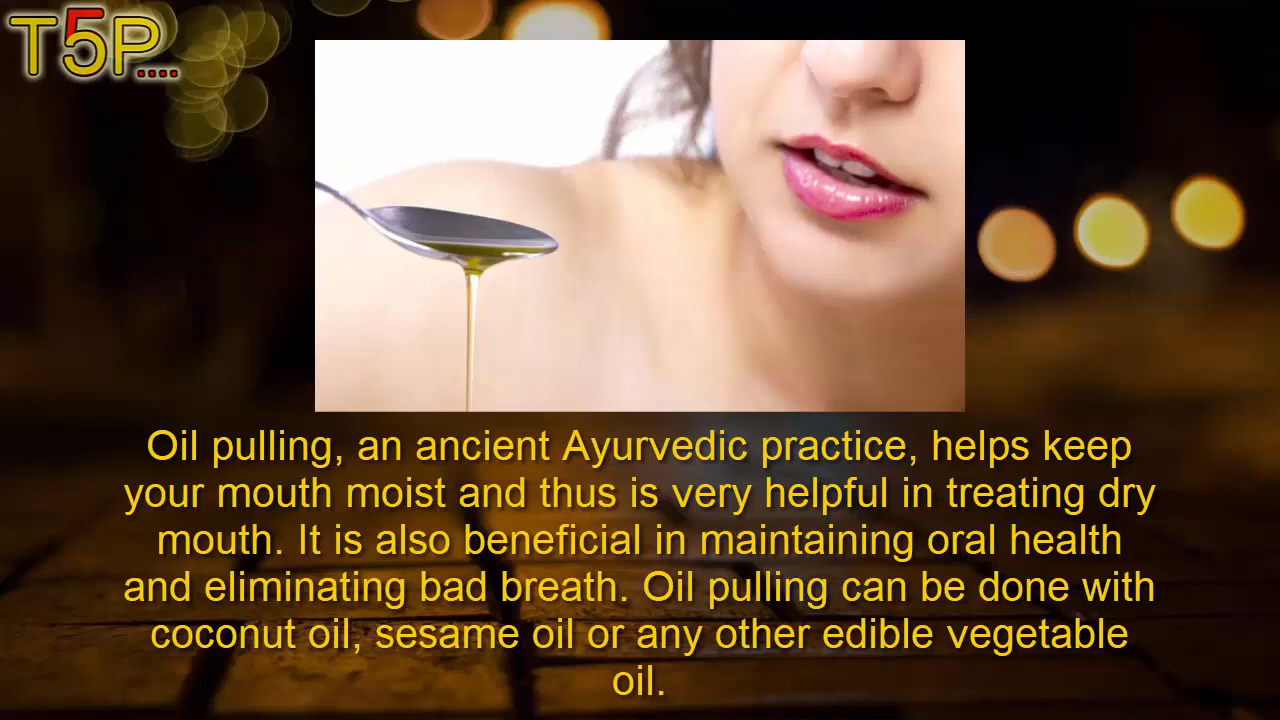 T5P....
Oil pulling, an ancient Ayurvedic practice, helps keep
your mouth moist and thus is very helpful in treating dry
mouth. It is also beneficial in maintaining oral health
and eliminating bad breath. Oil pulling can be done with
coconut oil, sesame oil or any other edible vegetable
oil.